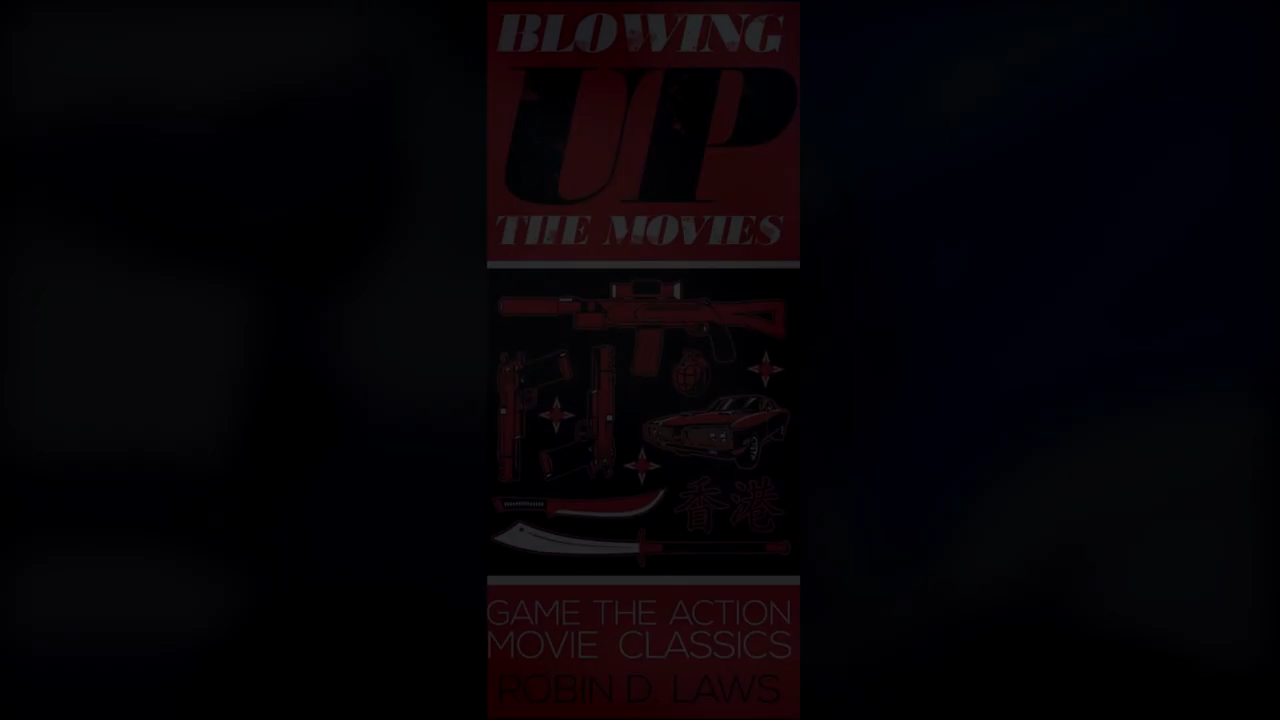 BLOWING
UP
THE MOVIES
香港
GAME THE ACTION
MOVIE CLASSICS
ROBIN D. LAWS